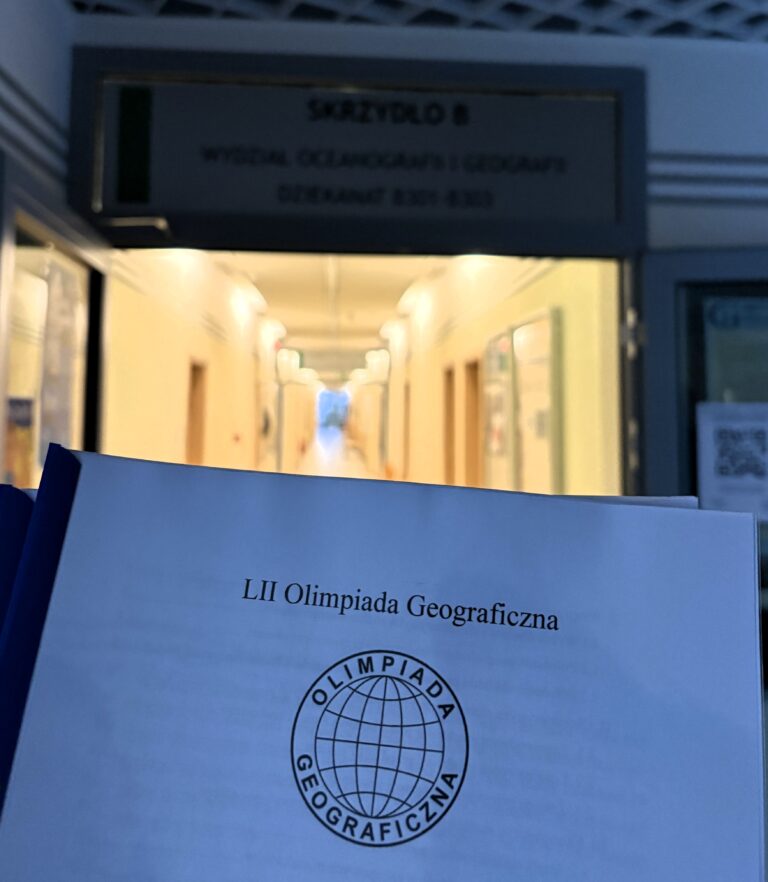 SKRZYDŁO B
WYDZIAŁ OCEANOGRAFII I GEOGRAFII
DZIEKANAT B301-B303
LII Olimpiada Geograficzna
OLIMPIADA
GEOGRAFICZNA